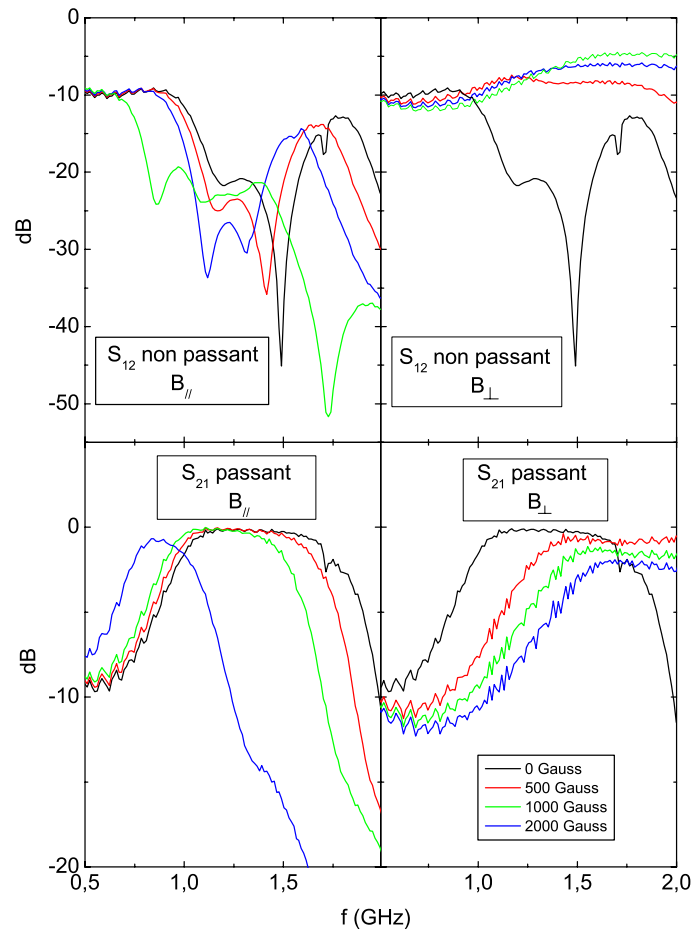 0
-10
-20
-30
-40
-50
dB
S₁₂ non passant
B//
S₁₂ non passant
B⊥
S₂₁ passant
B//
S₂₁ passant
B⊥
0
-10
-20
dB
0 Gauss
500 Gauss
1000 Gauss
2000 Gauss
0,5 1,0 1,5 1,0 1,5 2,0
f (GHz)